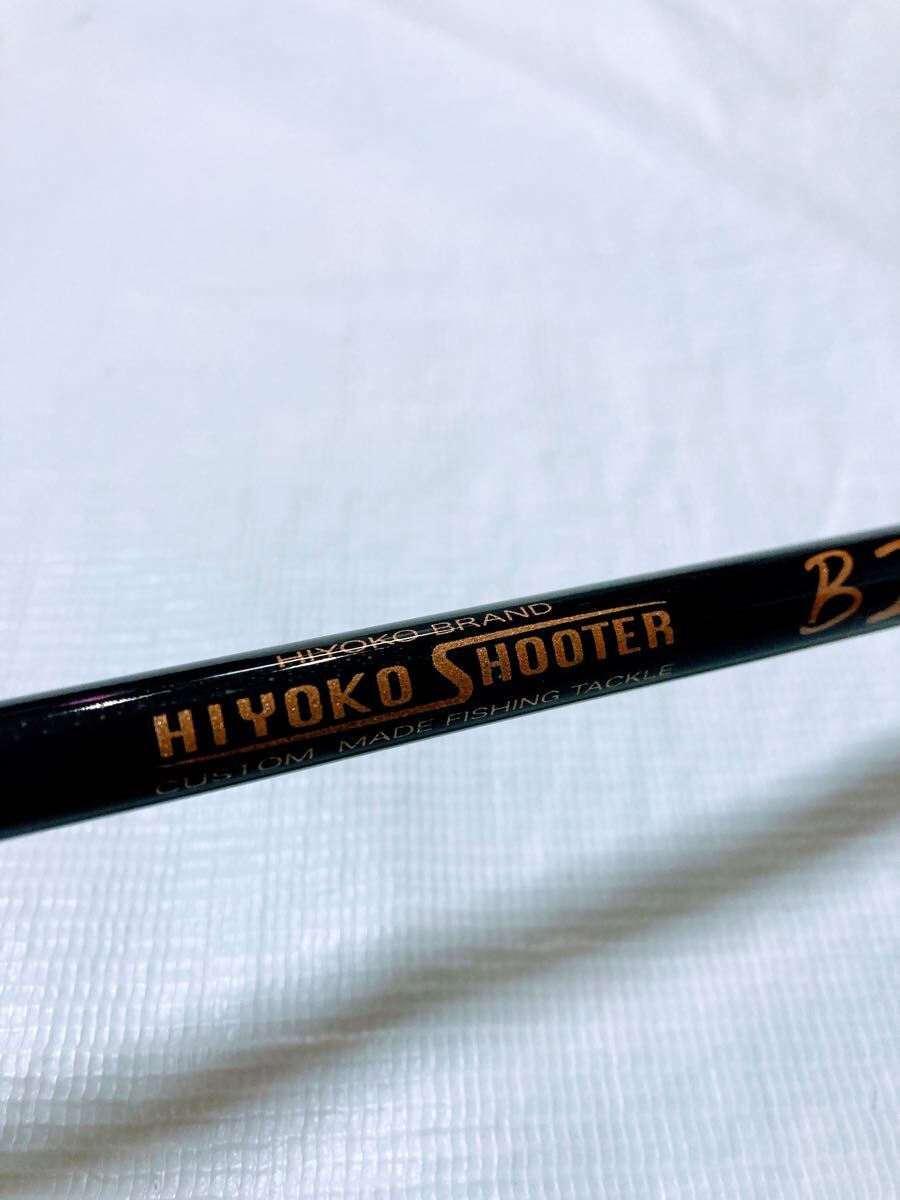 HIYOKO BRAND
HIYOKO SHOOTER
CUSTOM MADE FISHING TACKLE
B